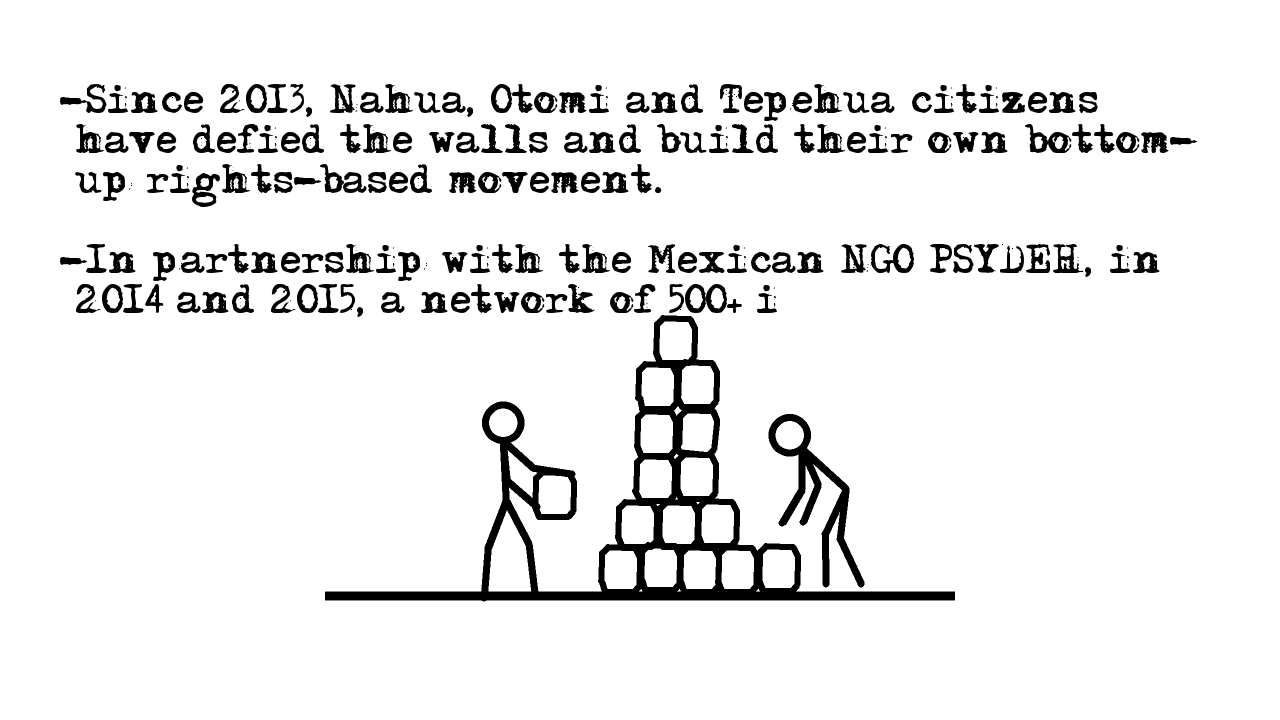 -Since 2013, Nahua, Otomi and Tepehua citizens
have defied the walls and build their own bottom-
up rights-based movement.
-In partnership with the Mexican NGO PSYDEH, in
2014 and 2015, a network of 500+ i